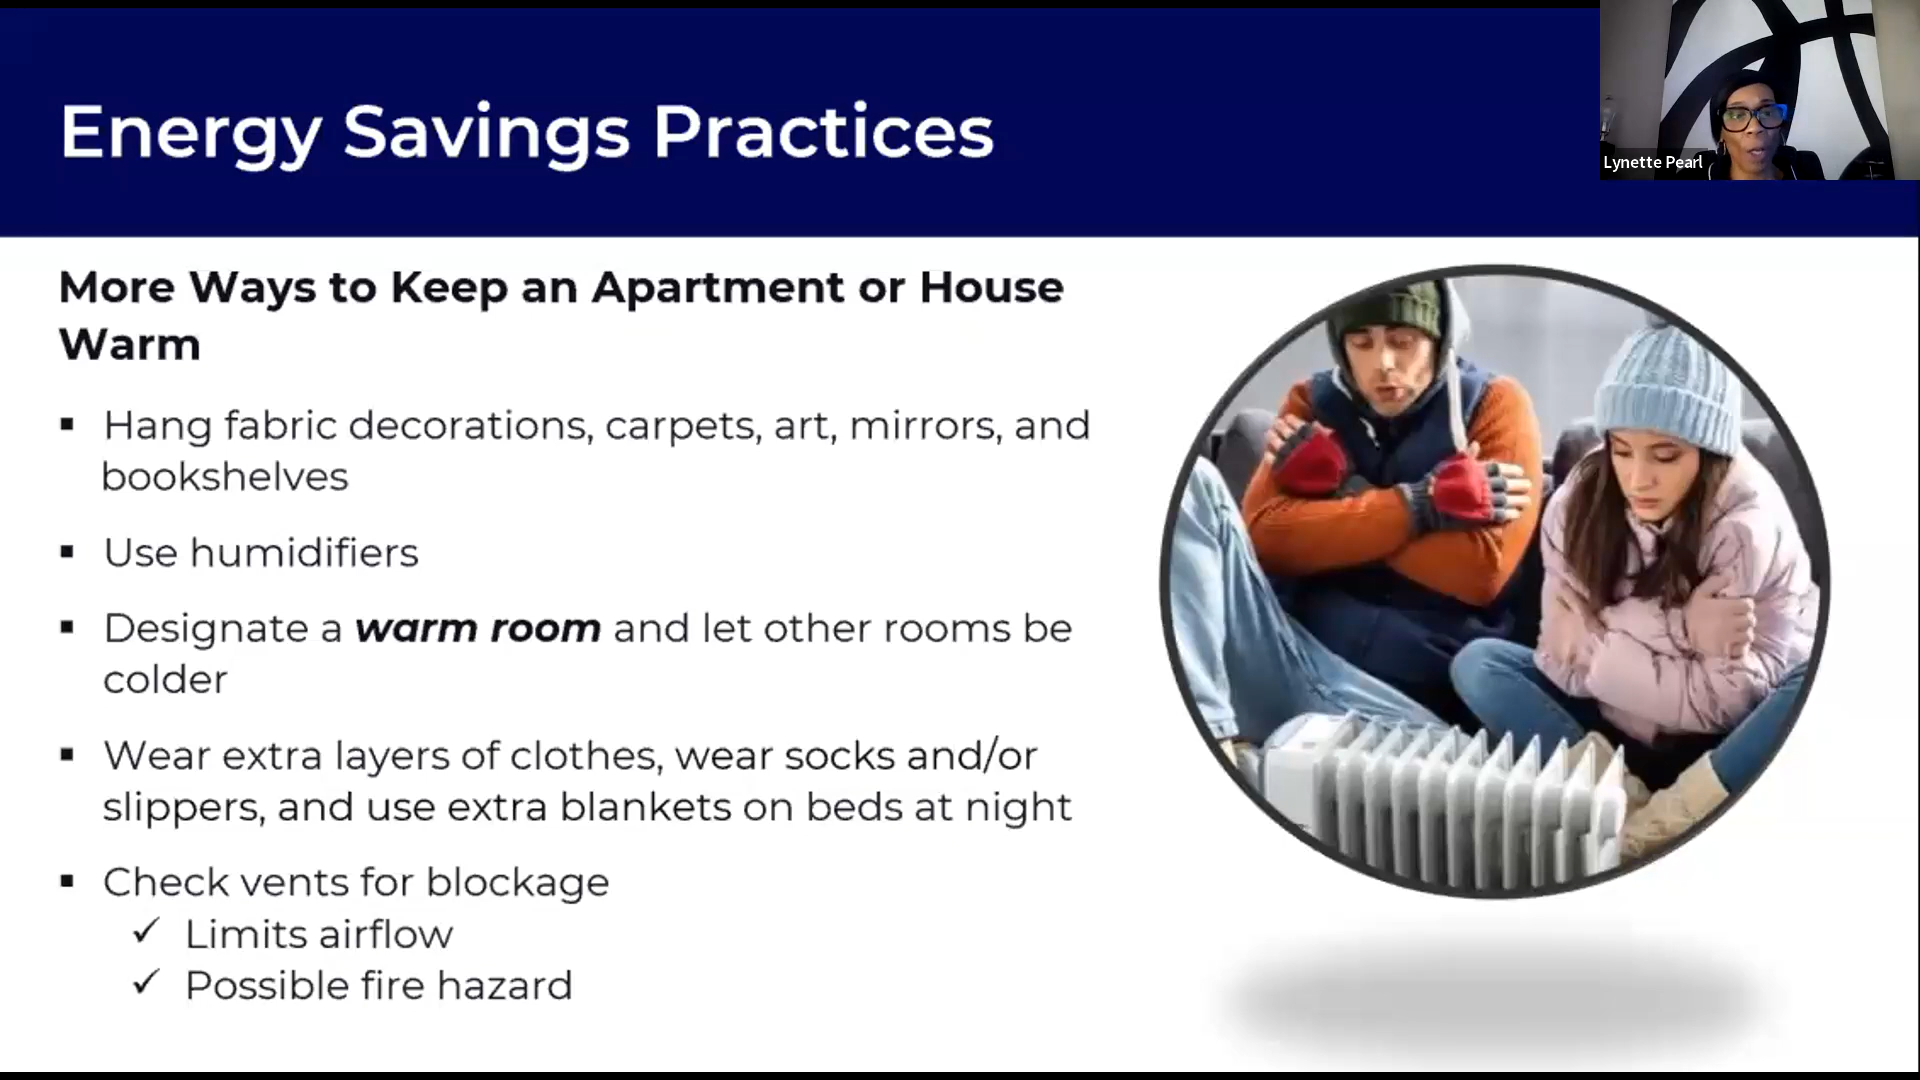 Energy Savings Practices
Lynette Pearl
More Ways to Keep an Apartment or House
Warm
▪ Hang fabric decorations, carpets, art, mirrors, and
bookshelves
▪ Use humidifiers
▪ Designate a warm room and let other rooms be
colder
▪ Wear extra layers of clothes, wear socks and/or
slippers, and use extra blankets on beds at night
▪ Check vents for blockage
✓ Limits airflow
✓ Possible fire hazard